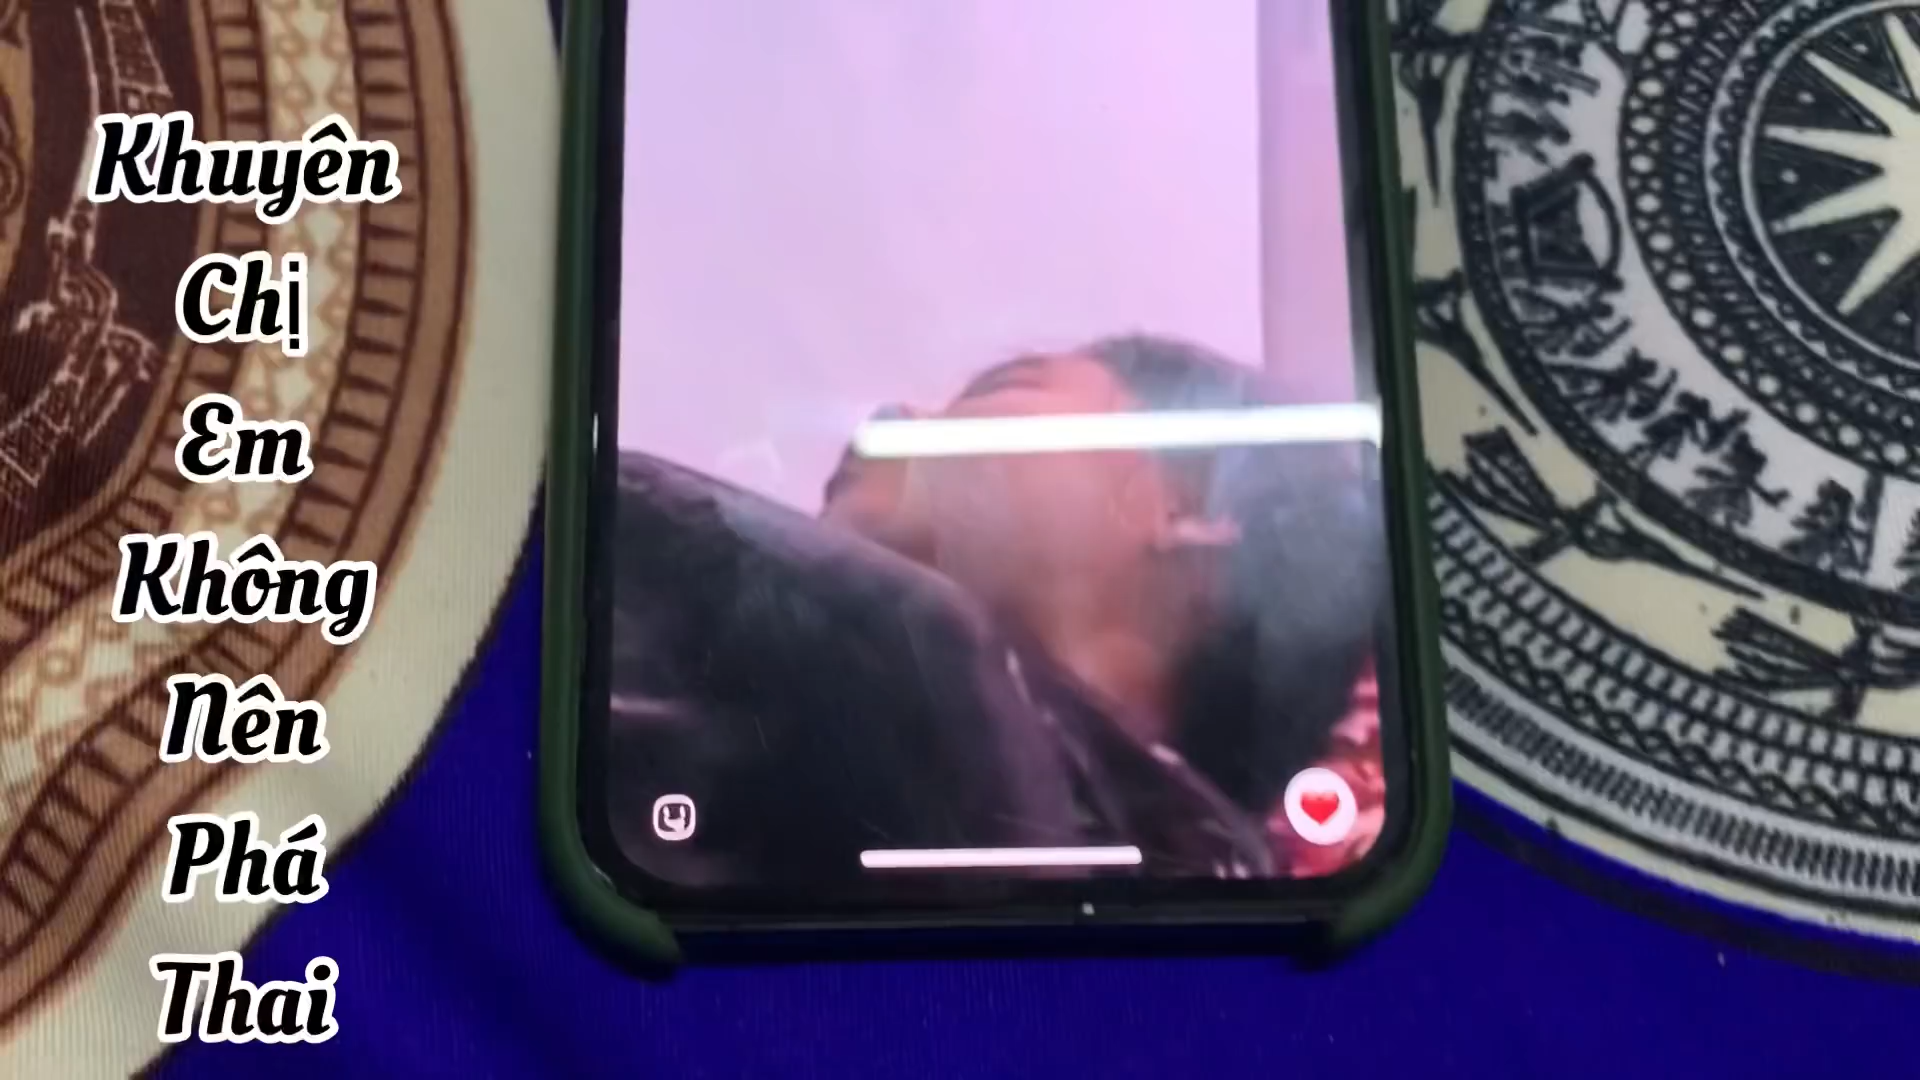 Khuyên
Chị
Em
Không
Nên
Phá
Thai